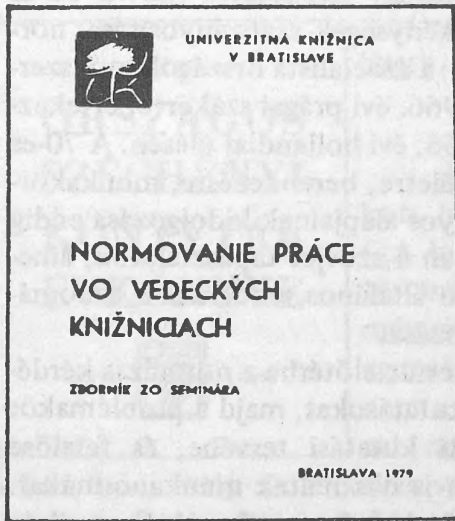 UNIVERZITNÁ KNIŽNICA
V BRATISLAVE
NORMOVANIE PRÁCE
VO VEDECKÝCH
KNIŽNICIACH
ZBORNÍK ZO SEMINÁRA
BRATISLAVA 1979